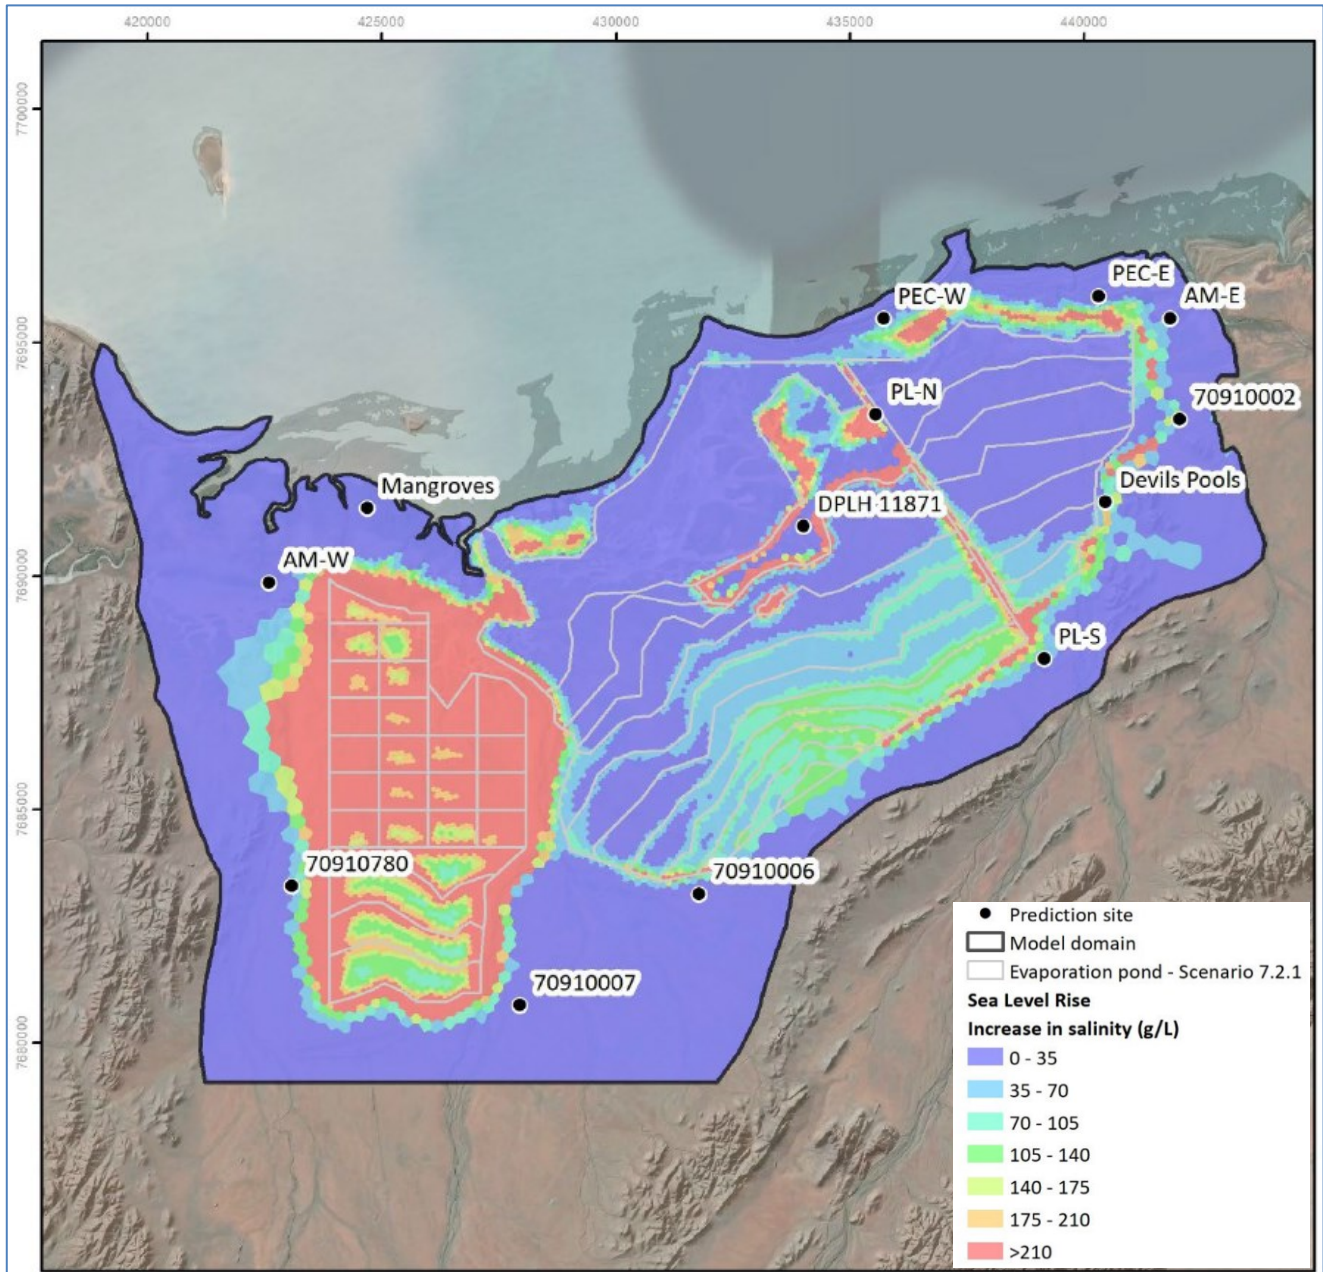 420000
425000
430000
435000
440000
7700000
7695000
7690000
7685000
7680000
PEC-E
PEC-W
AM-E
PL-N
70910002
Mangroves
Devils Pools
DPLH 11871
AM-W
PL-S
70910780
70910006
70910007
Prediction site
Model domain
Evaporation pond - Scenario 7.2.1
Sea Level Rise
Increase in salinity (g/L)
0 - 35
35 - 70
70 - 105
105 - 140
140 - 175
175 - 210
>210